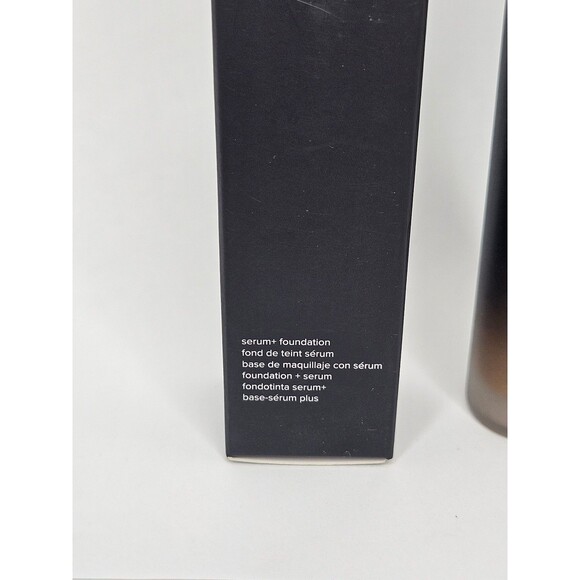 serum+ foundation
fond de teint sérum
base de maquillaje con sérum
foundation + serum
fondotinta serum+
base-sérum plus